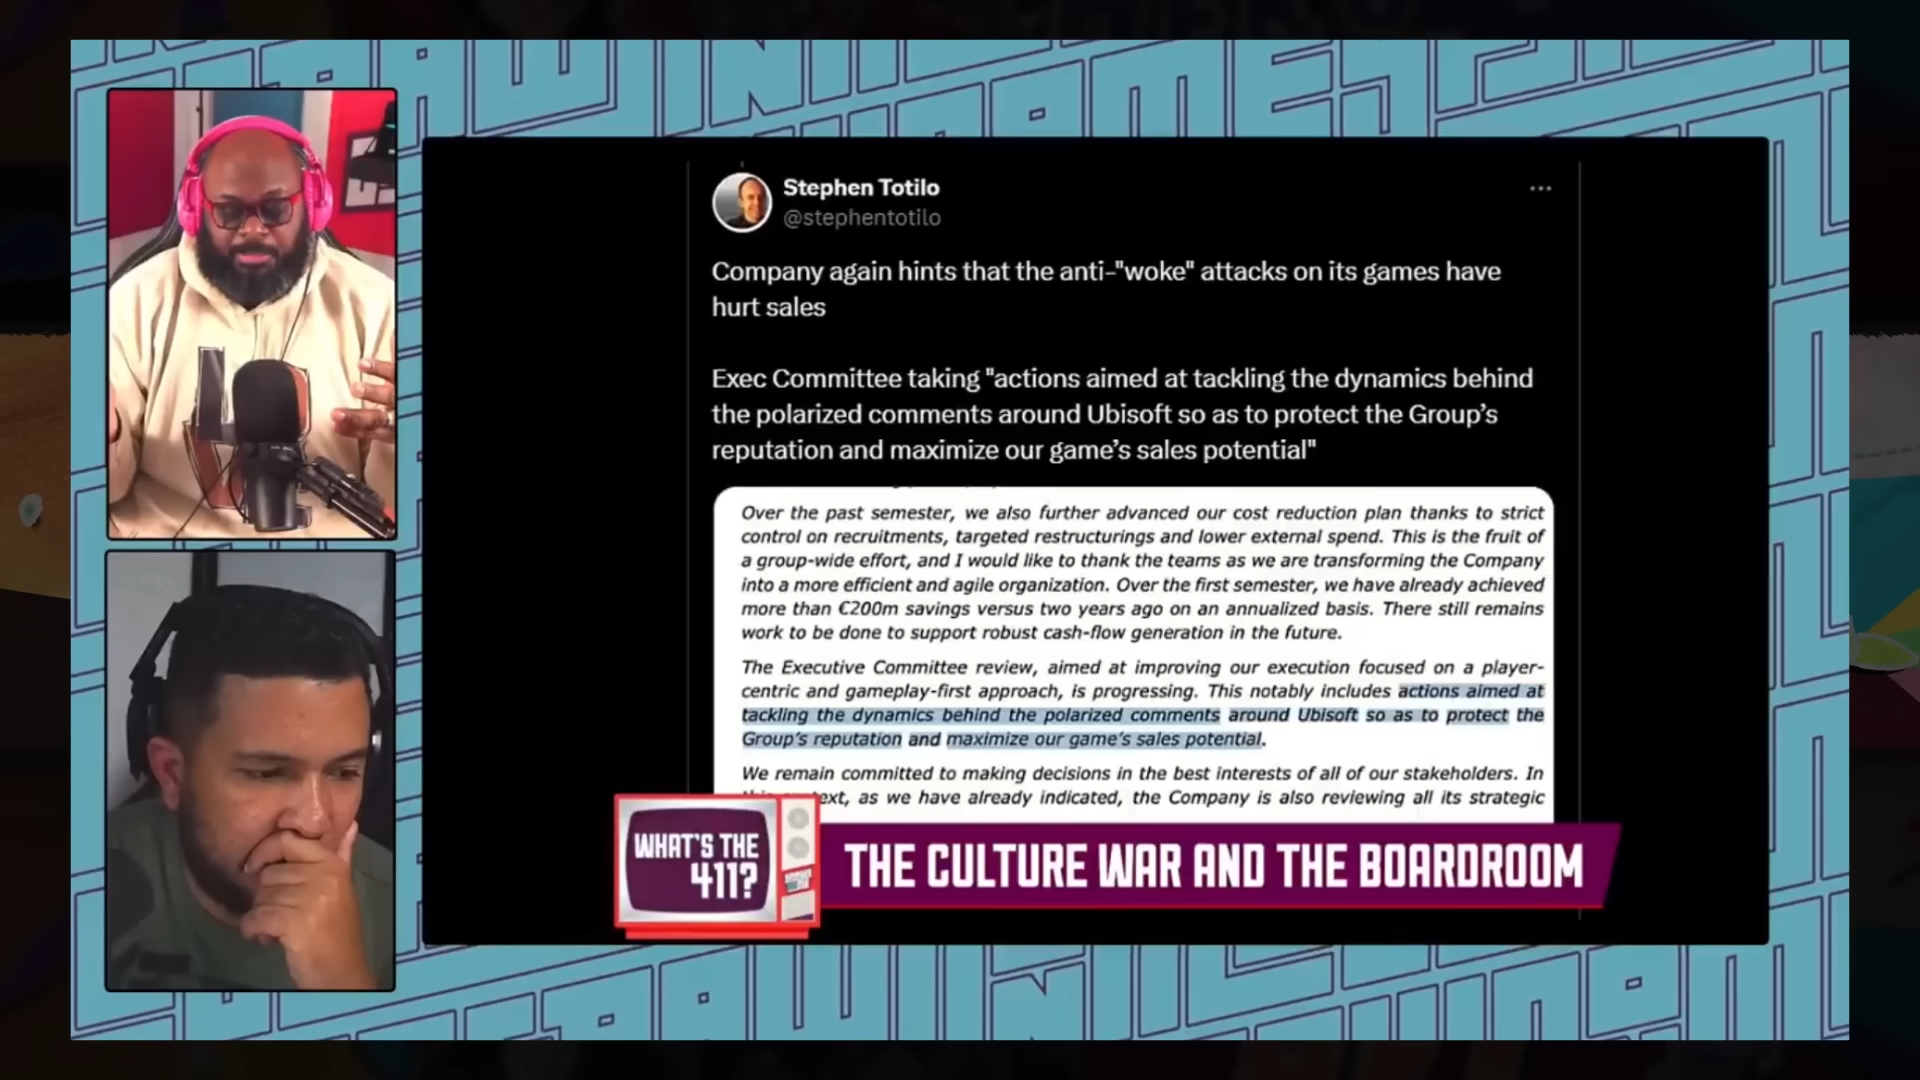 Stephen Totilo
@stephentotilo
Company again hints that the anti-"woke" attacks on its games have
hurt sales
Exec Committee taking "actions aimed at tackling the dynamics behind
the polarized comments around Ubisoft so as to protect the Group's
reputation and maximize our game's sales potential"
Over the past semester, we also further advanced our cost reduction plan thanks to strict
control on recruitments, targeted restructurings and lower external spend. This is the fruit of
a group-wide effort, and I would like to thank the teams as we are transforming the Company
into a more efficient and agile organization. Over the first semester, we have already achieved
more than €200m savings versus two years ago on an annualized basis. There still remains
work to be done to support robust cash-flow generation in the future.
The Executive Committee review, aimed at improving our execution focused on a player-
centric and gameplay-first approach, is progressing. This notably includes actions aimed at
tackling the dynamics behind the polarized comments around Ubisoft so as to protect the
Group's reputation and maximize our game's sales potential.
We remain committed to making decisions in the best interests of all of our stakeholders. In
as we have already indicated, the Company is also reviewing all its strategic
WHAT'S THE
411?
THE CULTURE WAR AND THE BOARDROOM